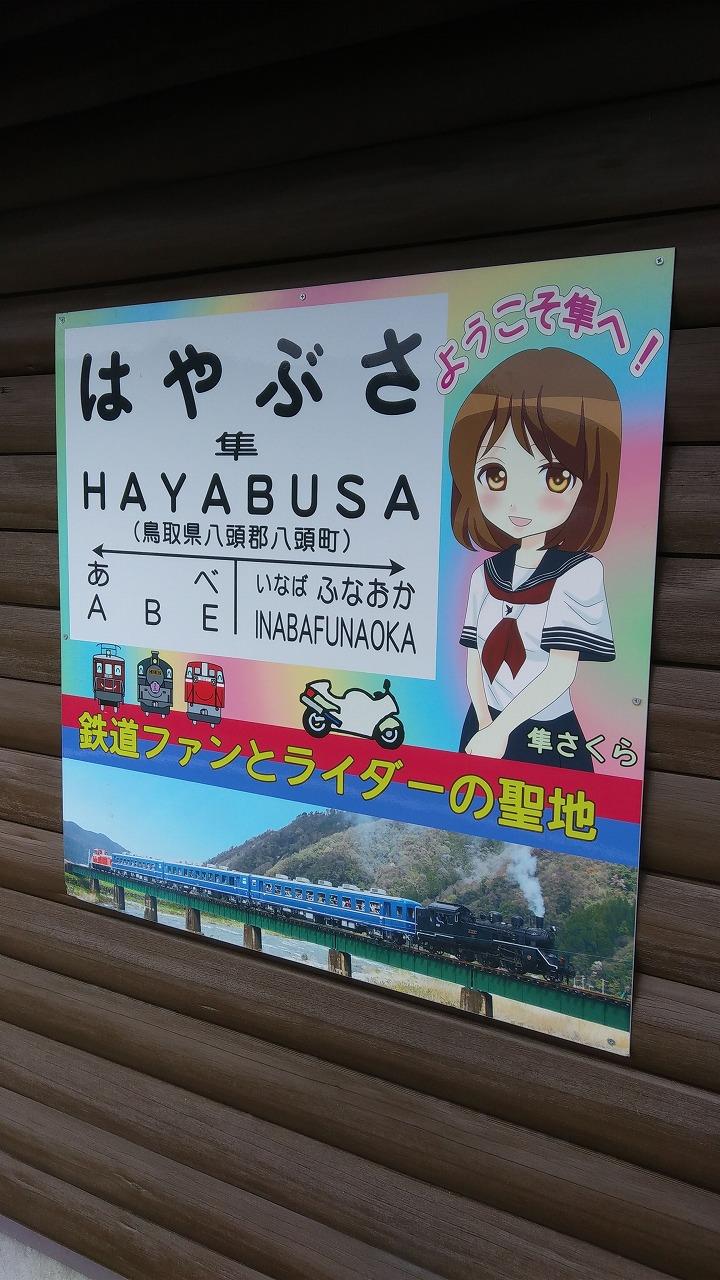 ようこそ隼へ!
はやぶさ
隼
HAYABUSA
(鳥取県八頭郡八頭町)
あべ いなばふなおか
ABE INABAFUNAOKA
隼さくら
鉄道ファンとライダーの聖地